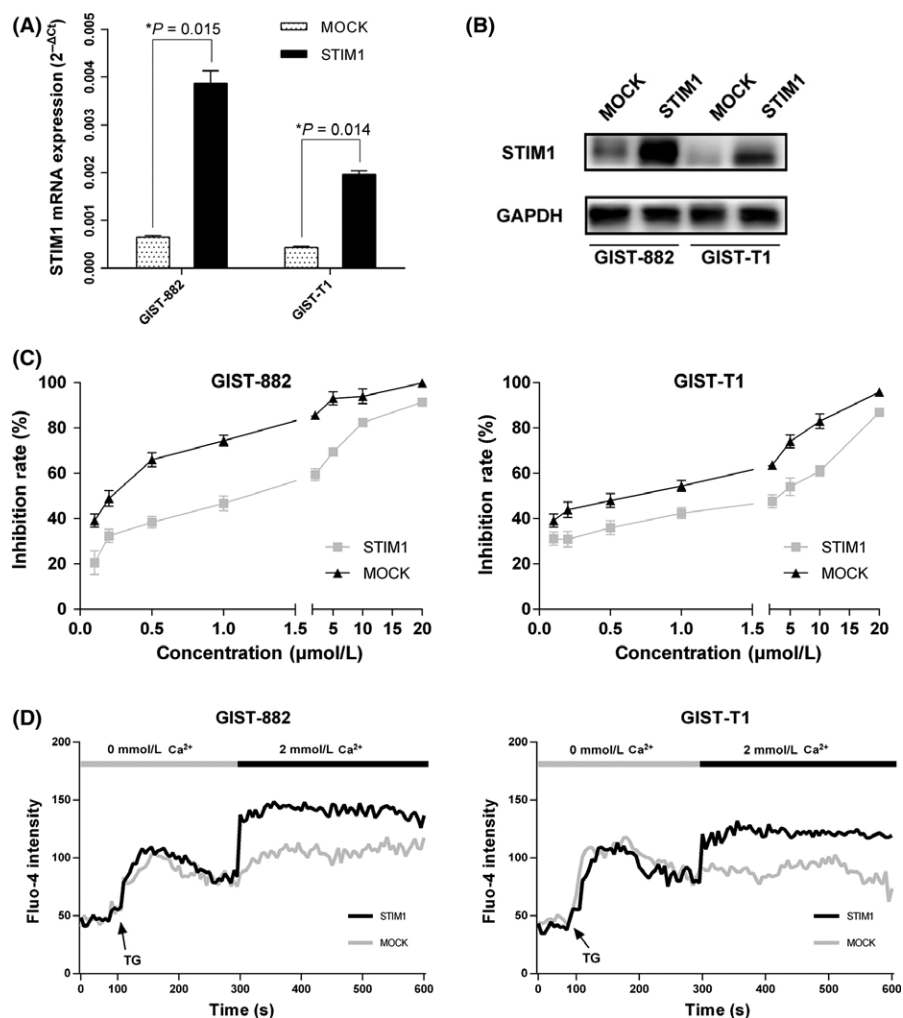 (A)
STIM1 mRNA expression (2⁻ΔCt)
0.005
0.004
0.003
0.002
0.001
0.000
*P = 0.015
*P = 0.014
MOCK
STIM1
GIST-882
GIST-T1
(B)
MOCK STIM1 MOCK STIM1
STIM1
GAPDH
GIST-882 GIST-T1
(C)
GIST-882
Inhibition rate (%)
100
80
60
40
20
0
STIM1
MOCK
0.0 0.5 1.0 1.5 5 10 15 20
Concentration (µmol/L)
GIST-T1
Inhibition rate (%)
100
80
60
40
20
0
STIM1
MOCK
0.0 0.5 1.0 1.5 5 10 15 20
Concentration (µmol/L)
(D)
GIST-882
0 mmol/L Ca²⁺ 2 mmol/L Ca²⁺
Fluo-4 intensity
200
150
100
50
0
TG
STIM1
MOCK
0 100 200 300 400 500 600
Time (s)
GIST-T1
0 mmol/L Ca²⁺ 2 mmol/L Ca²⁺
Fluo-4 intensity
200
150
100
50
0
TG
STIM1
MOCK
0 100 200 300 400 500 600
Time (s)